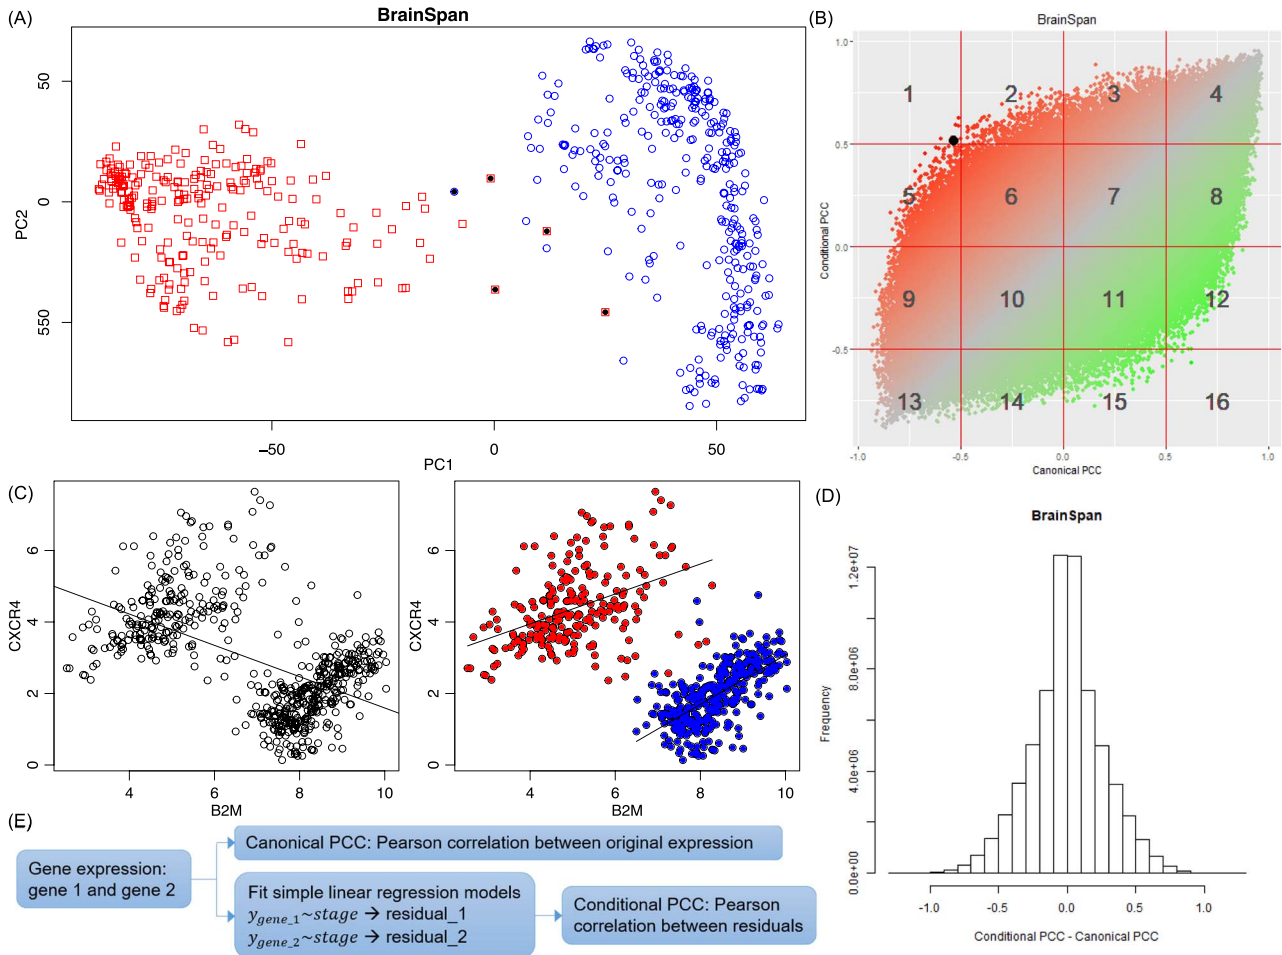 (A)
BrainSpan
PC2
50
0
550
−50
0
50
PC1
(B)
BrainSpan
Conditional PCC
1.0
0.5
0.0
-0.5
1
2
3
4
5
6
7
8
9
10
11
12
13
14
15
16
-1.0
-0.5
0.0
0.5
1.0
Canonical PCC
(C)
CXCR4
6
4
2
0
4
6
8
10
B2M
CXCR4
6
4
2
0
4
6
8
10
B2M
(D)
BrainSpan
Frequency
1.2e+07
8.0e+06
4.0e+06
0.0e+00
-1.0
-0.5
0.0
0.5
1.0
Conditional PCC - Canonical PCC
(E)
Gene expression:
gene 1 and gene 2
Canonical PCC: Pearson correlation between original expression
Fit simple linear regression models
y_gene_1~stage → residual_1
y_gene_2~stage → residual_2
Conditional PCC: Pearson
correlation between residuals